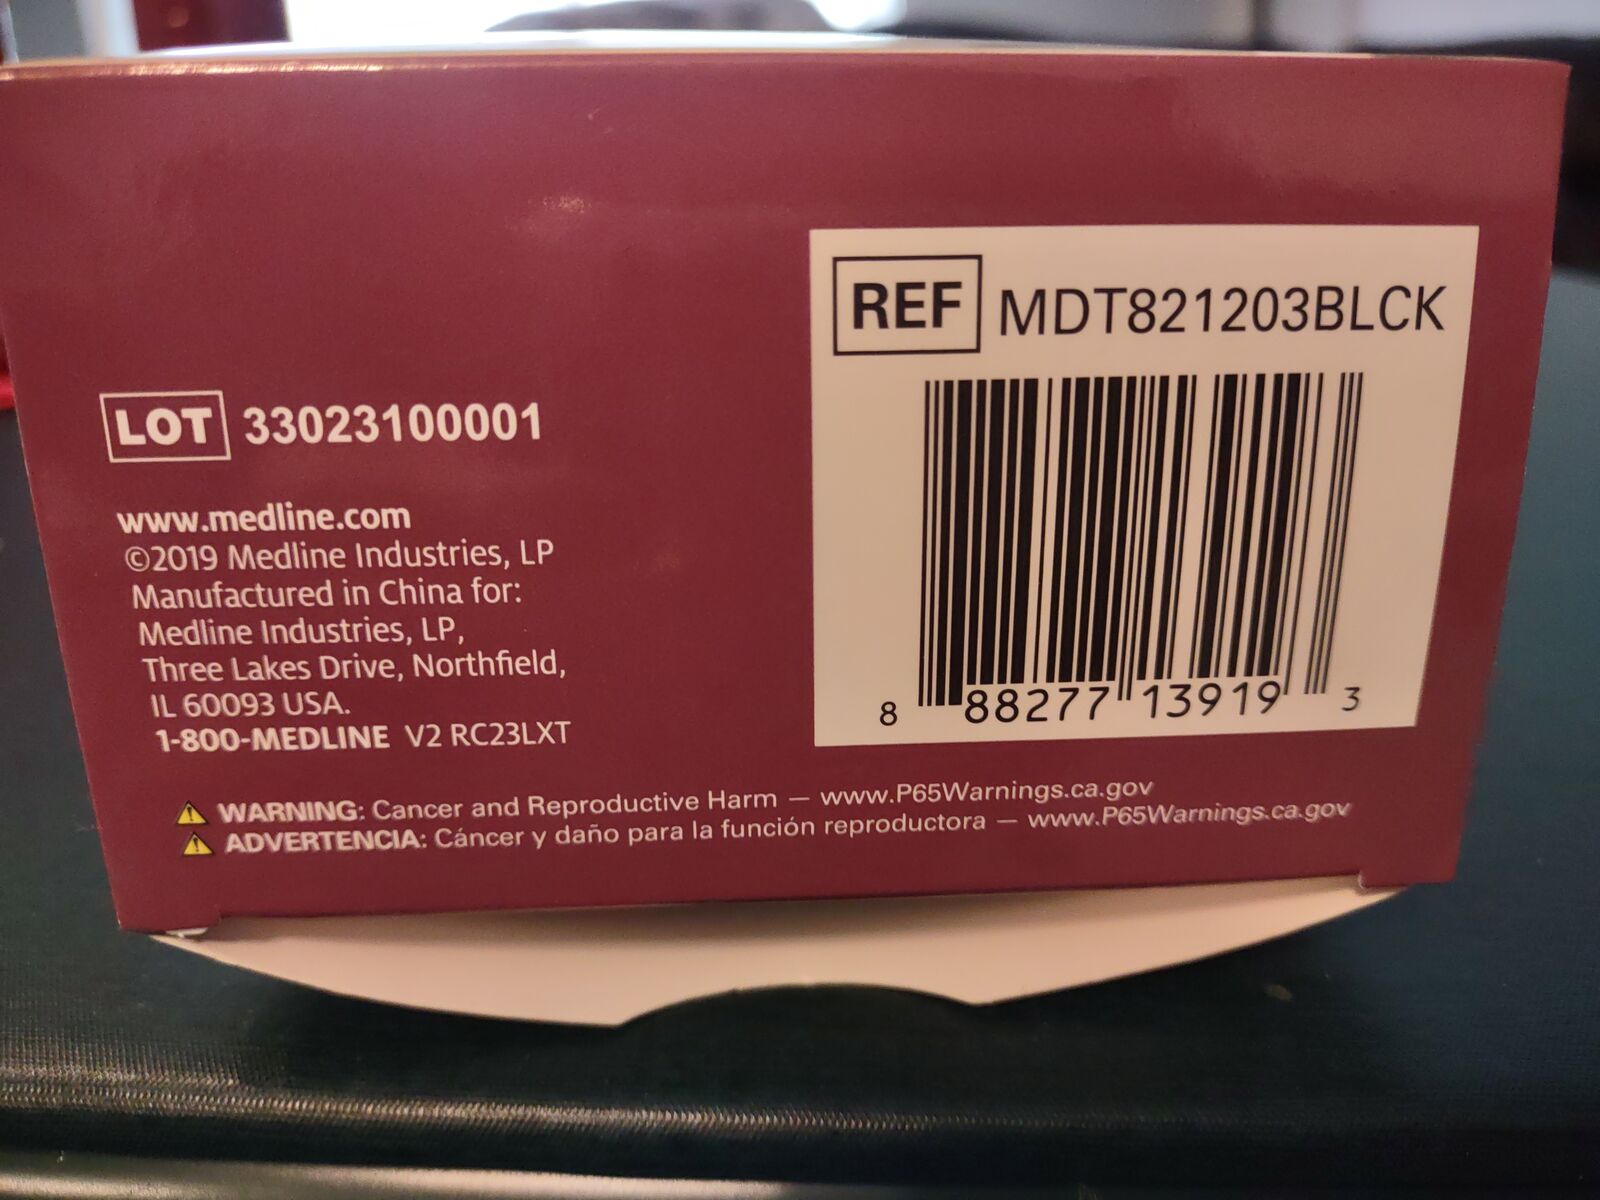 LOT 33023100001
www.medline.com
©2019 Medline Industries, LP
Manufactured in China for:
Medline Industries, LP,
Three Lakes Drive, Northfield,
IL 60093 USA.
1-800-MEDLINE V2 RC23LXT
REF MDT821203BLCK
8 88277 13919 3
WARNING: Cancer and Reproductive Harm — www.P65Warnings.ca.gov
ADVERTENCIA: Cáncer y daño para la función reproductora — www.P65Warnings.ca.gov